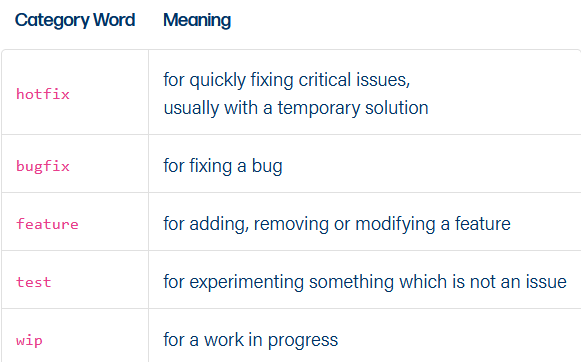 Category Word Meaning
hotfix for quickly fixing critical issues,
usually with a temporary solution
bugfix for fixing a bug
feature for adding, removing or modifying a feature
test for experimenting something which is not an issue
wip for a work in progress